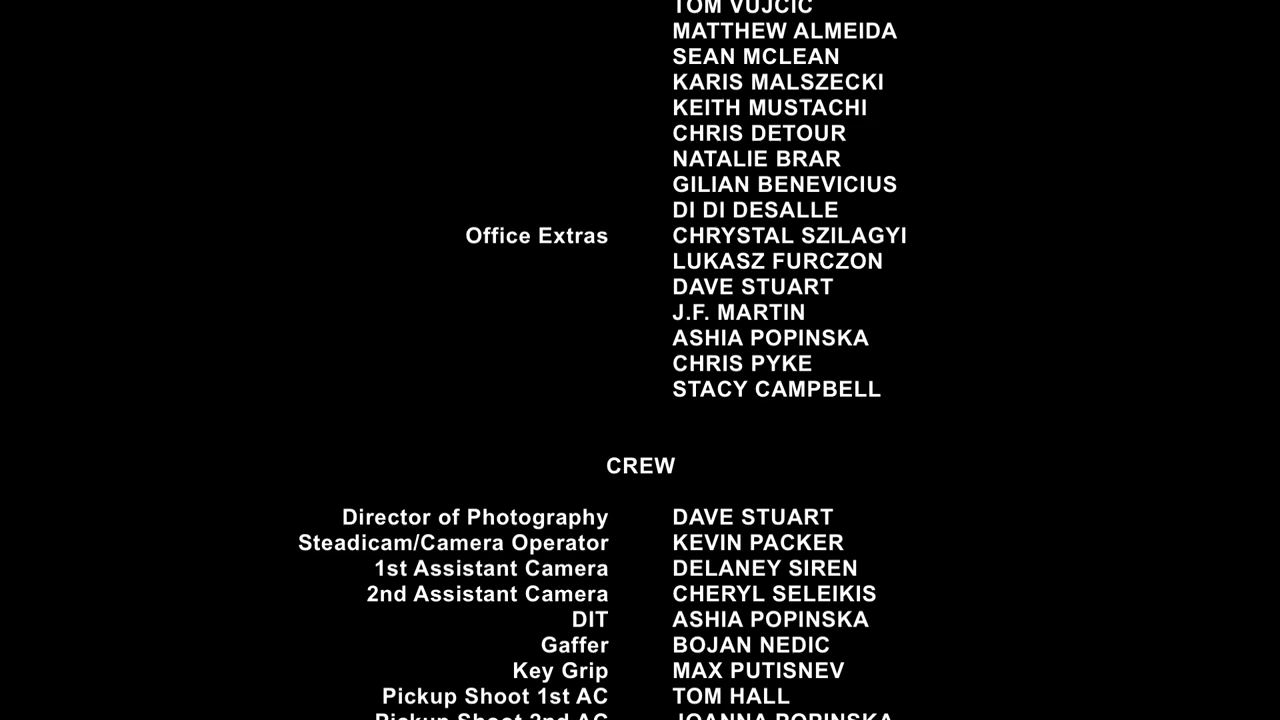 TOM VUJCIC
MATTHEW ALMEIDA
SEAN MCLEAN
KARIS MALSZECKI
KEITH MUSTACHI
CHRIS DETOUR
NATALIE BRAR
GILIAN BENEVICIUS
DI DI DESALLE
Office Extras CHRYSTAL SZILAGYI
LUKASZ FURCZON
DAVE STUART
J.F. MARTIN
ASHIA POPINSKA
CHRIS PYKE
STACY CAMPBELL
CREW
Director of Photography DAVE STUART
Steadicam/Camera Operator KEVIN PACKER
1st Assistant Camera DELANEY SIREN
2nd Assistant Camera CHERYL SELEIKIS
DIT ASHIA POPINSKA
Gaffer BOJAN NEDIC
Key Grip MAX PUTISNEV
Pickup Shoot 1st AC TOM HALL
Pickup Shoot 2nd AC JOANNA POPINSKA